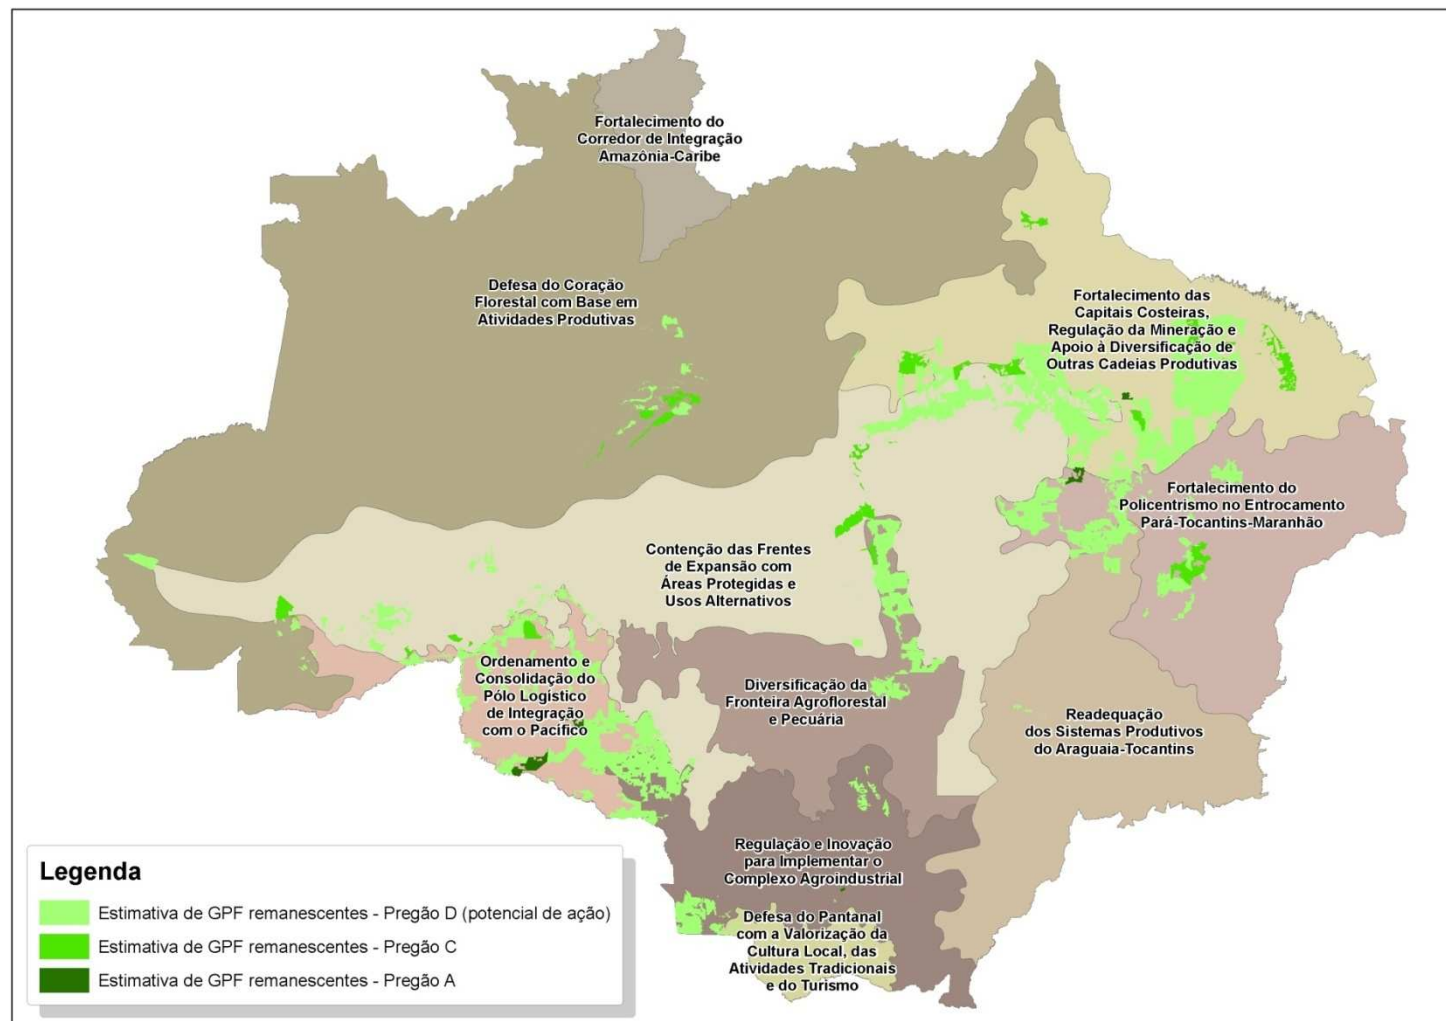 Fortalecimento do
Corredor de Integração
Amazônia-Caribe
Defesa do Coração
Florestal com Base em
Atividades Produtivas
Fortalecimento das
Capitais Costeiras,
Regulação da Mineração e
Apoio à Diversificação de
Outras Cadeias Produtivas
Fortalecimento do
Policentrismo no Entrocamento
Pará-Tocantins-Maranhão
Contenção das Frentes
de Expansão com
Áreas Protegidas e
Usos Alternativos
Ordenamento e
Consolidação do
Pólo Logístico
de Integração
com o Pacífico
Diversificação da
Fronteira Agroflorestal
e Pecuária
Readequação
dos Sistemas Produtivos
do Araguaia-Tocantins
Regulação e Inovação
para Implementar o
Complexo Agroindustrial
Defesa do Pantanal
com a Valorização da
Cultura Local, das
Atividades Tradicionais
e do Turismo
Legenda
Estimativa de GPF remanescentes - Pregão D (potencial de ação)
Estimativa de GPF remanescentes - Pregão C
Estimativa de GPF remanescentes - Pregão A